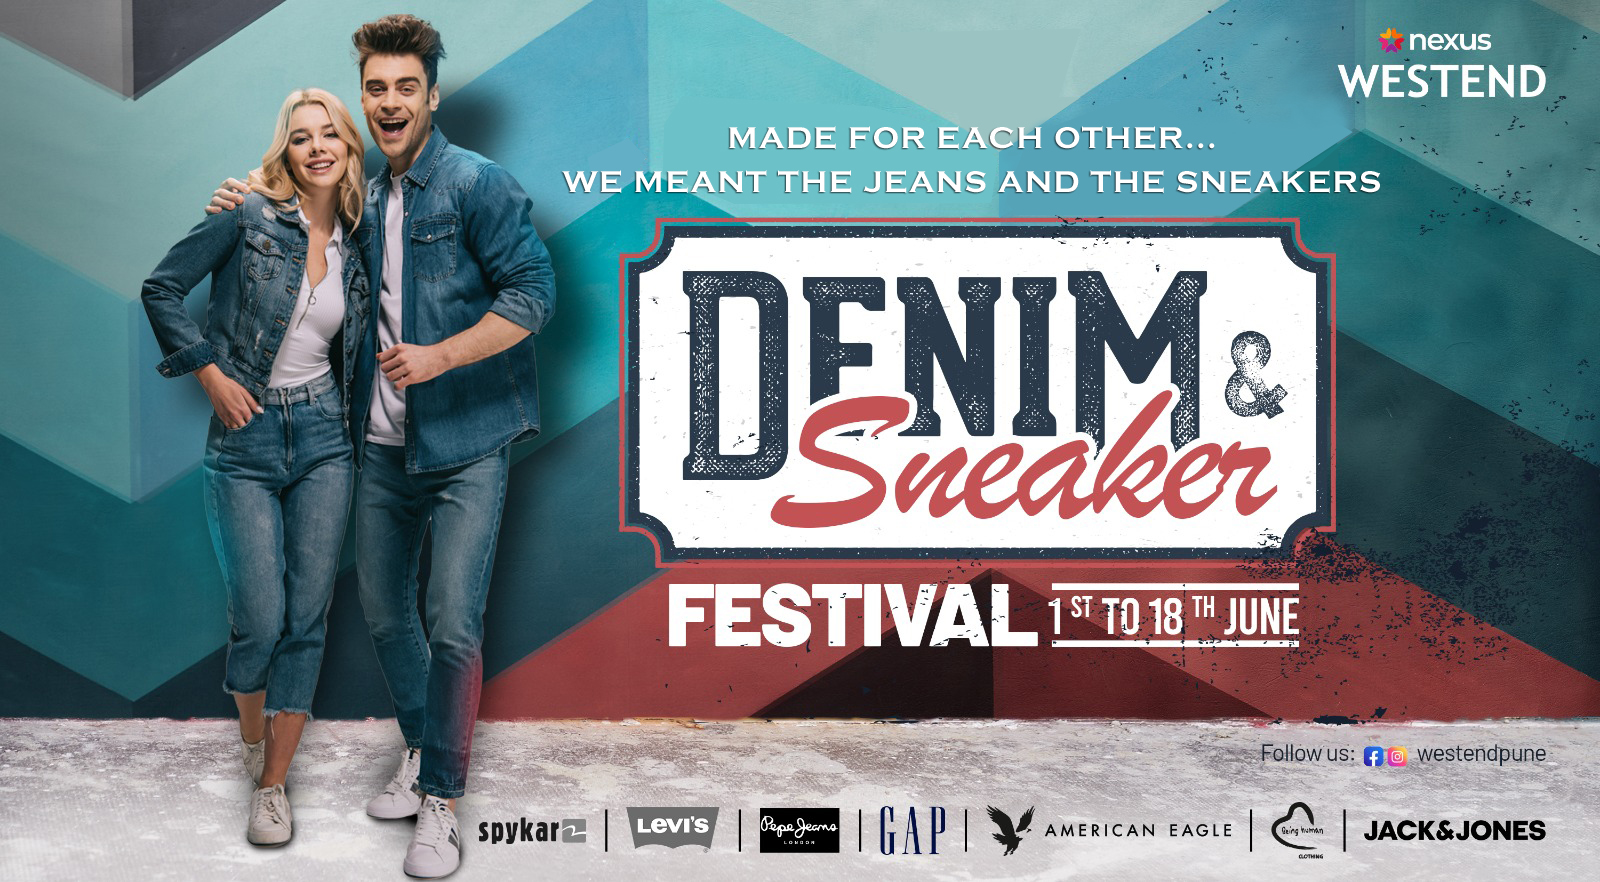 nexus
WESTEND
MADE FOR EACH OTHER...
WE MEANT THE JEANS AND THE SNEAKERS
DENIM &
Sneaker
FESTIVAL 1ST TO 18TH JUNE
Follow us: westendpune
spykar
LEVI'S
Pepe Jeans
LONDON
GAP
AMERICAN EAGLE
Being Human
CLOTHING
JACK&JONES